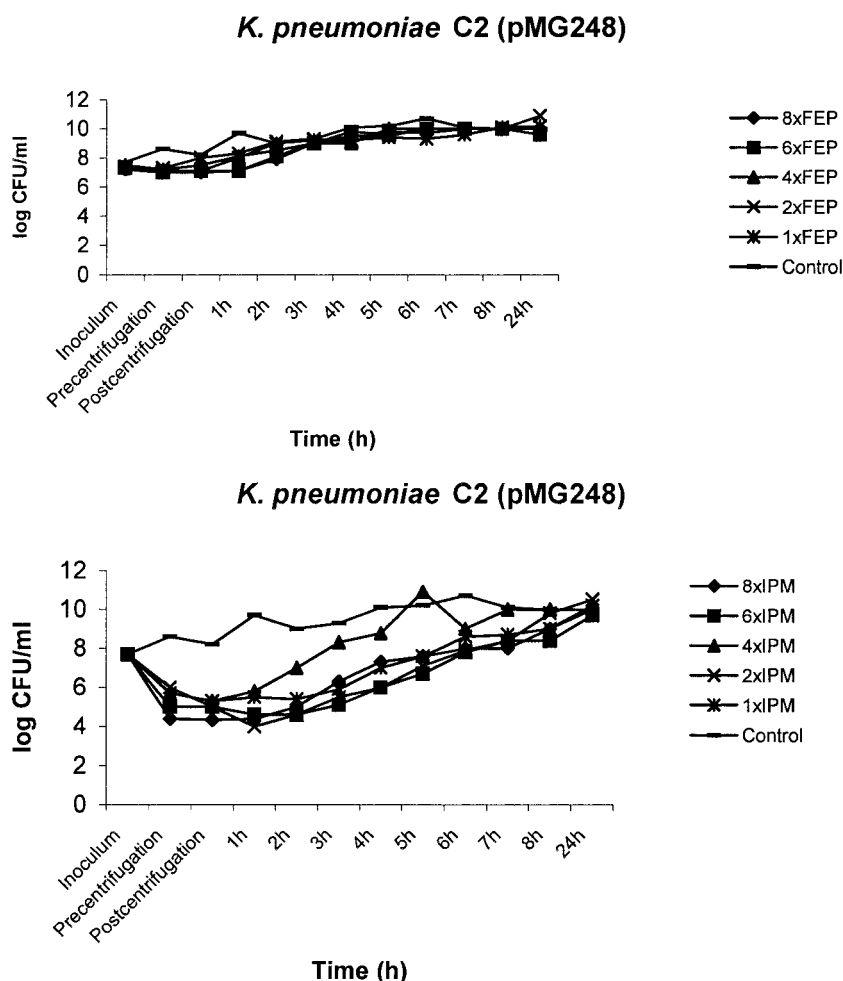 K. pneumoniae C2 (pMG248)
12
10
8
6
4
2
0
log CFU/ml
Inoculum
Precentrifugation
Postcentrifugation
1h
2h
3h
4h
5h
6h
7h
8h
24h
Time (h)
8xFEP
6xFEP
4xFEP
2xFEP
1xFEP
Control
K. pneumoniae C2 (pMG248)
12
10
8
6
4
2
0
log CFU/ml
Inoculum
Precentrifugation
Postcentrifugation
1h
2h
3h
4h
5h
6h
7h
8h
24h
Time (h)
8xIPM
6xIPM
4xIPM
2xIPM
1xIPM
Control